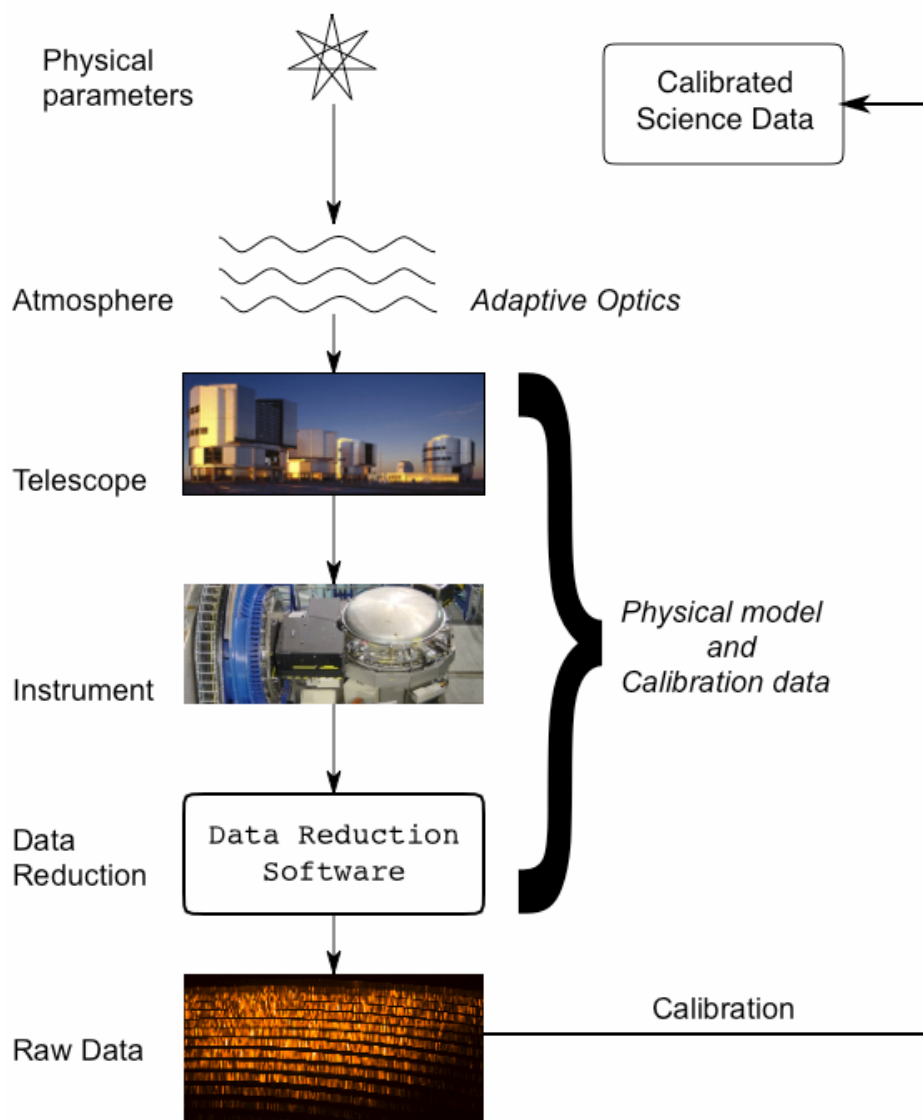 Physical
parameters
Calibrated
Science Data
Atmosphere
Adaptive Optics
Telescope
Physical model
and
Calibration data
Instrument
Data
Reduction
Data Reduction
Software
Calibration
Raw Data